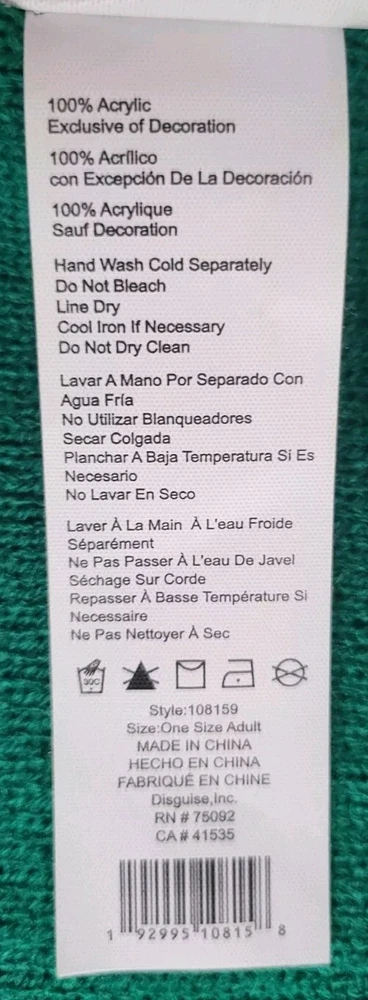 100% Acrylic
Exclusive of Decoration
100% Acrílico
con Excepción De La Decoración
100% Acrylique
Sauf Decoration
Hand Wash Cold Separately
Do Not Bleach
Line Dry
Cool Iron If Necessary
Do Not Dry Clean
Lavar A Mano Por Separado Con
Agua Fría
No Utilizar Blanqueadores
Secar Colgada
Planchar A Baja Temperatura Si Es
Necesario
No Lavar En Seco
Laver À La Main À L'eau Froide
Séparément
Ne Pas Passer À L'eau De Javel
Séchage Sur Corde
Repasser À Basse Température Si
Necessaire
Ne Pas Nettoyer À Sec
30C
Style:108159
Size:One Size Adult
MADE IN CHINA
HECHO EN CHINA
FABRIQUÉ EN CHINE
Disguise,Inc.
RN # 75092
CA # 41535
1 92995 10815 8